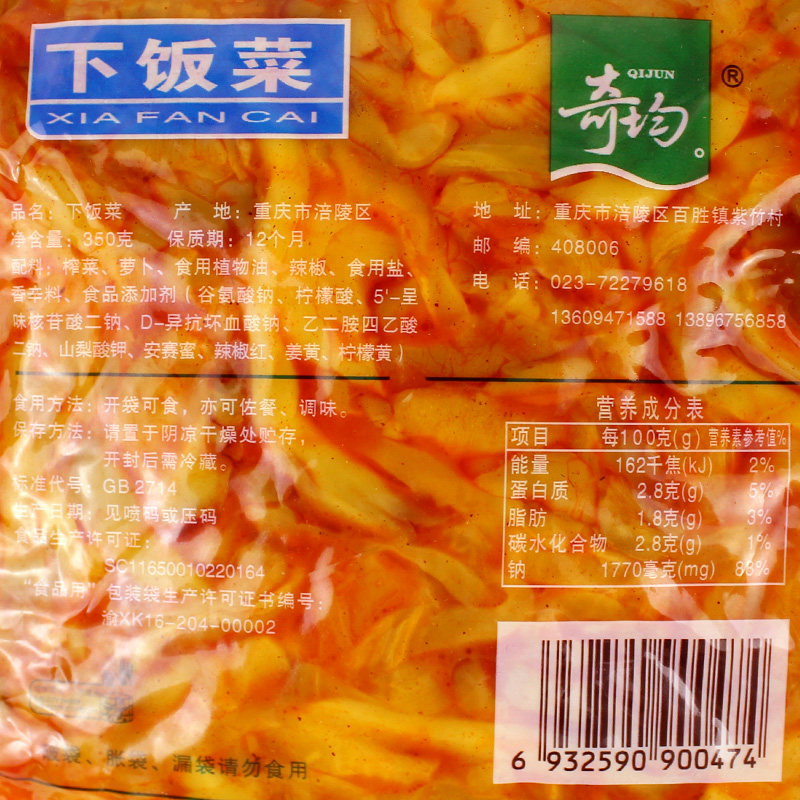 下饭菜
XIA FAN CAI
QIJUN
奇均
®
品名：下饭菜 产 地：重庆市涪陵区
净含量：350克 保质期：12个月
配料：榨菜、萝卜、食用植物油、辣椒、食用盐、
香辛料、食品添加剂（谷氨酸钠、柠檬酸、5'-呈
味核苷酸二钠、D-异抗坏血酸钠、乙二胺四乙酸
二钠、山梨酸钾、安赛蜜、辣椒红、姜黄、柠檬黄）
地 址：重庆市涪陵区百胜镇紫竹村
邮 编：408006
电 话：023-72279618
13609471588 13896756858
食用方法：开袋可食，亦可佐餐、调味。
保存方法：请置于阴凉干燥处贮存，
开封后需冷藏。
标准代号：GB 2714
生产日期：见喷码或压码
食品生产许可证：
SC11650010220164
“食品用”包装袋生产许可证书编号：
渝XK16-204-00002
营养成分表
项目 每100克(g) 营养素参考值%
能量 162千焦(kJ) 2%
蛋白质 2.8克(g) 5%
脂肪 1.8克(g) 3%
碳水化合物 2.8克(g) 1%
钠 1770毫克(mg) 88%
袋、胀袋、漏袋请勿食用
6 932590 900474